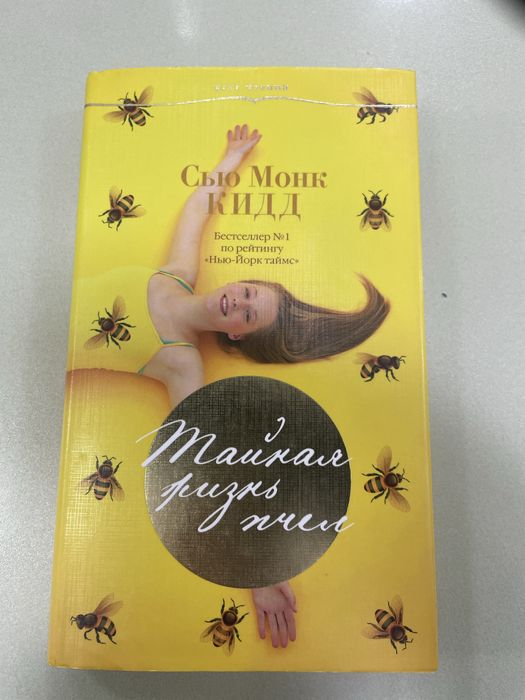 Сью Монк
КИДД
Бестселлер №1
по рейтингу
«Нью-Йорк таймс»
Тайная
жизнь
пчел